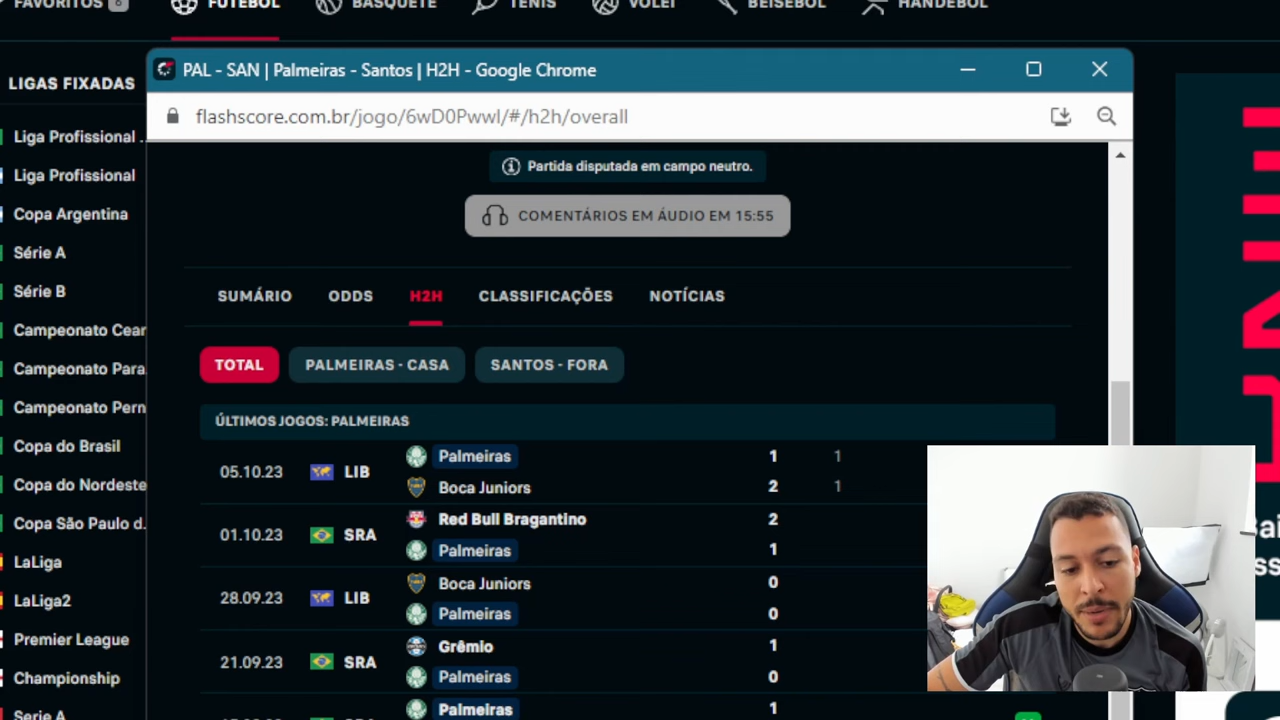 FAVORITOS 8 FUTEBOL BASQUETE TÊNIS VÔLEI BEISEBOL HANDEBOL
LIGAS FIXADAS
Liga Profissional .
Liga Profissional
Copa Argentina
Série A
Série B
Campeonato Cear
Campeonato Para
Campeonato Pern
Copa do Brasil
Copa do Nordeste
Copa São Paulo d.
LaLiga
LaLiga2
Premier League
Championship
Serie A
PAL - SAN | Palmeiras - Santos | H2H - Google Chrome
flashscore.com.br/jogo/6wD0PwwI/#/h2h/overall
Partida disputada em campo neutro.
COMENTÁRIOS EM ÁUDIO EM 15:55
SUMÁRIO ODDS H2H CLASSIFICAÇÕES NOTÍCIAS
TOTAL PALMEIRAS - CASA SANTOS - FORA
ÚLTIMOS JOGOS: PALMEIRAS
05.10.23 LIB Palmeiras 1 1
Boca Juniors 2 1
01.10.23 SRA Red Bull Bragantino 2
Palmeiras 1
28.09.23 LIB Boca Juniors 0
Palmeiras 0
21.09.23 SRA Grêmio 1
Palmeiras 0
Palmeiras 1